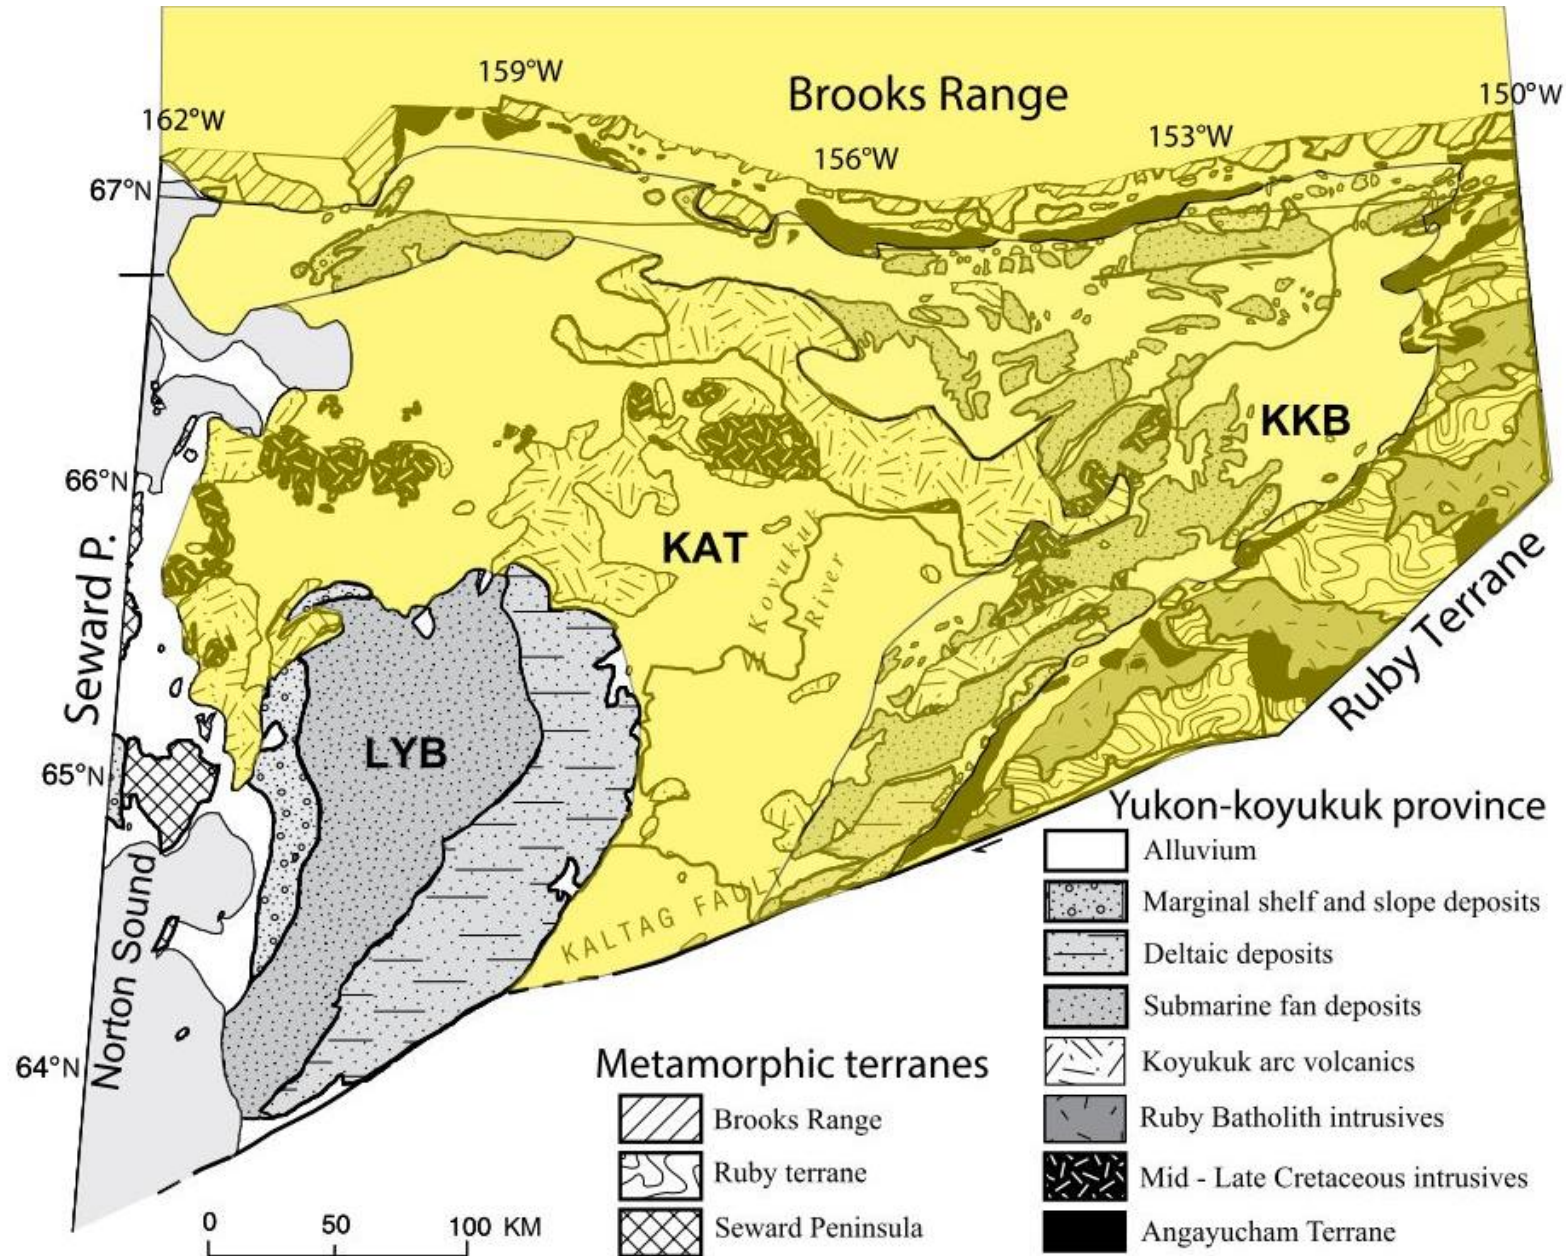 159°W
Brooks Range
150°W
162°W
153°W
156°W
67°N
KKB
66°N
KAT
Koyukuk
River
Seward P.
Ruby Terrane
LYB
65°N
Yukon-koyukuk province
Alluvium
Marginal shelf and slope deposits
KALTAG FAULT
Norton Sound
Deltaic deposits
Submarine fan deposits
64°N
Metamorphic terranes
Koyukuk arc volcanics
Brooks Range
Ruby Batholith intrusives
Ruby terrane
Mid - Late Cretaceous intrusives
Seward Peninsula
Angayucham Terrane
0 50 100 KM